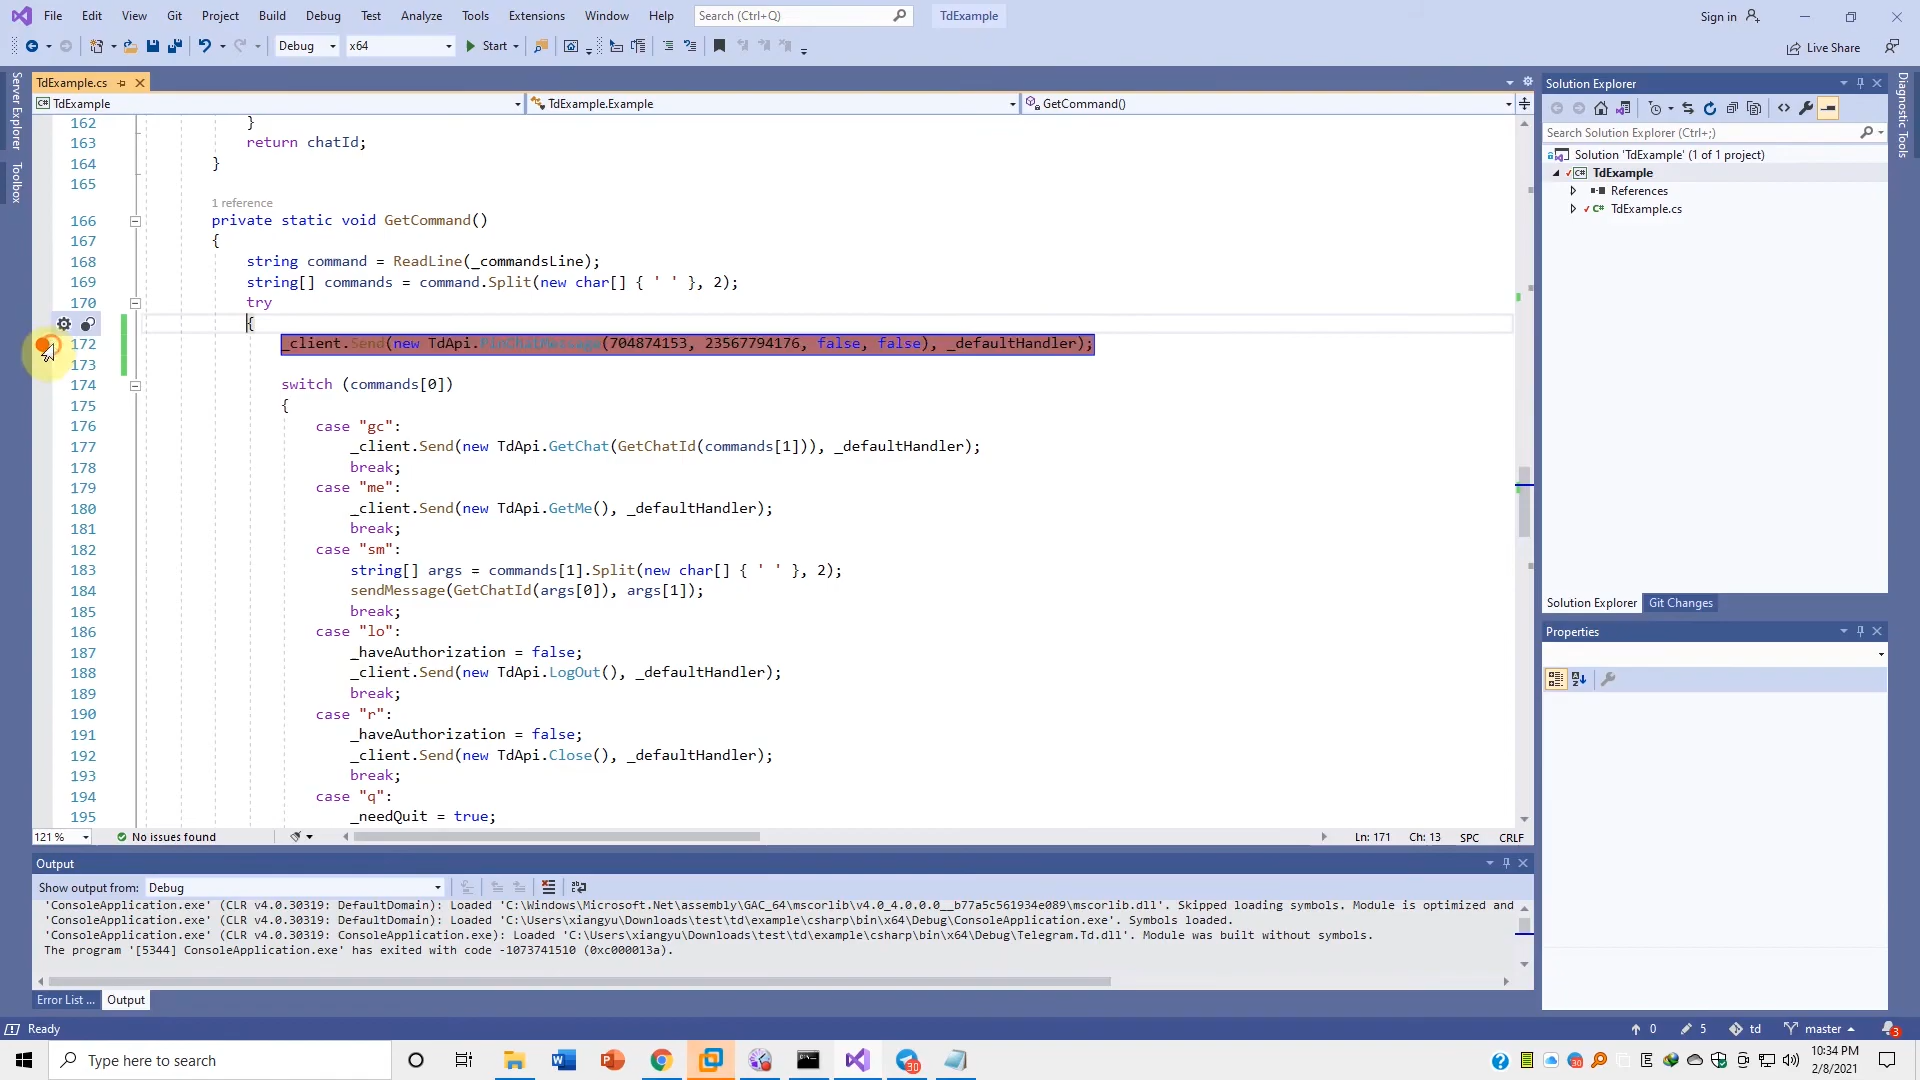 File Edit View Git Project Build Debug Test Analyze Tools Extensions Window Help Search (Ctrl+Q) TdExample Sign in
Debug x64 Start Live Share
Server Explorer
Toolbox
TdExample.cs
TdExample TdExample.Example GetCommand()
162 }
163 return chatId;
164 }
165
1 reference
166 private static void GetCommand()
167 {
168 string command = ReadLine(_commandsLine);
169 string[] commands = command.Split(new char[] { ' ' }, 2);
170 try
{
172 _client.Send(new TdApi.PinChatMessage(704874153, 23567794176, false, false), _defaultHandler);
173
174 switch (commands[0])
175 {
176 case "gc":
177 _client.Send(new TdApi.GetChat(GetChatId(commands[1])), _defaultHandler);
178 break;
179 case "me":
180 _client.Send(new TdApi.GetMe(), _defaultHandler);
181 break;
182 case "sm":
183 string[] args = commands[1].Split(new char[] { ' ' }, 2);
184 sendMessage(GetChatId(args[0]), args[1]);
185 break;
186 case "lo":
187 _haveAuthorization = false;
188 _client.Send(new TdApi.LogOut(), _defaultHandler);
189 break;
190 case "r":
191 _haveAuthorization = false;
192 _client.Send(new TdApi.Close(), _defaultHandler);
193 break;
194 case "q":
195 _needQuit = true;
121 % No issues found Ln: 171 Ch: 13 SPC CRLF
Output
Show output from: Debug
'ConsoleApplication.exe' (CLR v4.0.30319: DefaultDomain): Loaded 'C:\Windows\Microsoft.Net\assembly\GAC_64\mscorlib\v4.0_4.0.0.0__b77a5c561934e089\mscorlib.dll'. Skipped loading symbols. Module is optimized and
'ConsoleApplication.exe' (CLR v4.0.30319: DefaultDomain): Loaded 'C:\Users\xiangyu\Downloads\test\td\example\csharp\bin\x64\Debug\ConsoleApplication.exe'. Symbols loaded.
'ConsoleApplication.exe' (CLR v4.0.30319: ConsoleApplication.exe): Loaded 'C:\Users\xiangyu\Downloads\test\td\example\csharp\bin\x64\Debug\Telegram.Td.dll'. Module was built without symbols.
The program '[5344] ConsoleApplication.exe' has exited with code -1073741510 (0xc000013a).
Error List ... Output
Solution Explorer
Search Solution Explorer (Ctrl+;)
Solution 'TdExample' (1 of 1 project)
TdExample
References
TdExample.cs
Solution Explorer Git Changes
Properties
Diagnostic Tools
Ready 0 5 td master 3
Type here to search 30 30 10:34 PM
2/8/2021